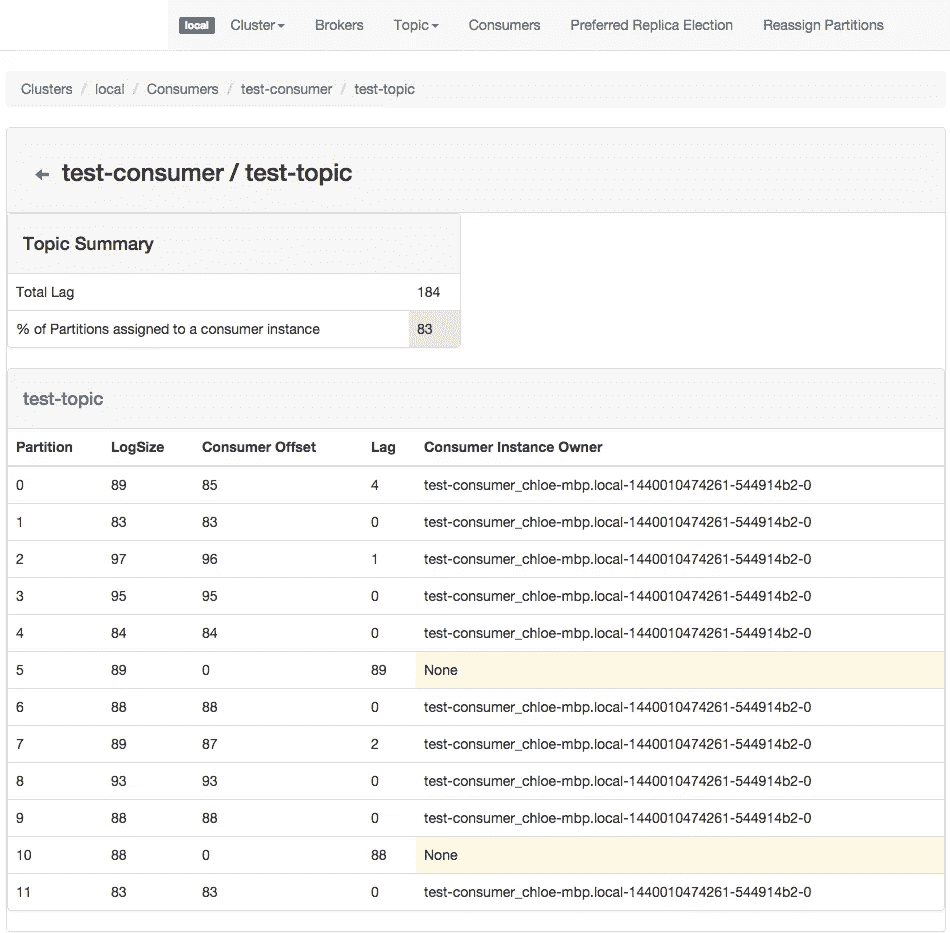 local Cluster Brokers Topic Consumers Preferred Replica Election Reassign Partitions
Clusters / local / Consumers / test-consumer / test-topic
test-consumer / test-topic
Topic Summary
Total Lag 184
% of Partitions assigned to a consumer instance 83
test-topic
Partition LogSize Consumer Offset Lag Consumer Instance Owner
0 89 85 4 test-consumer_chloe-mbp.local-1440010474261-544914b2-0
1 83 83 0 test-consumer_chloe-mbp.local-1440010474261-544914b2-0
2 97 96 1 test-consumer_chloe-mbp.local-1440010474261-544914b2-0
3 95 95 0 test-consumer_chloe-mbp.local-1440010474261-544914b2-0
4 84 84 0 test-consumer_chloe-mbp.local-1440010474261-544914b2-0
5 89 0 89 None
6 88 88 0 test-consumer_chloe-mbp.local-1440010474261-544914b2-0
7 89 87 2 test-consumer_chloe-mbp.local-1440010474261-544914b2-0
8 93 93 0 test-consumer_chloe-mbp.local-1440010474261-544914b2-0
9 88 88 0 test-consumer_chloe-mbp.local-1440010474261-544914b2-0
10 88 0 88 None
11 83 83 0 test-consumer_chloe-mbp.local-1440010474261-544914b2-0